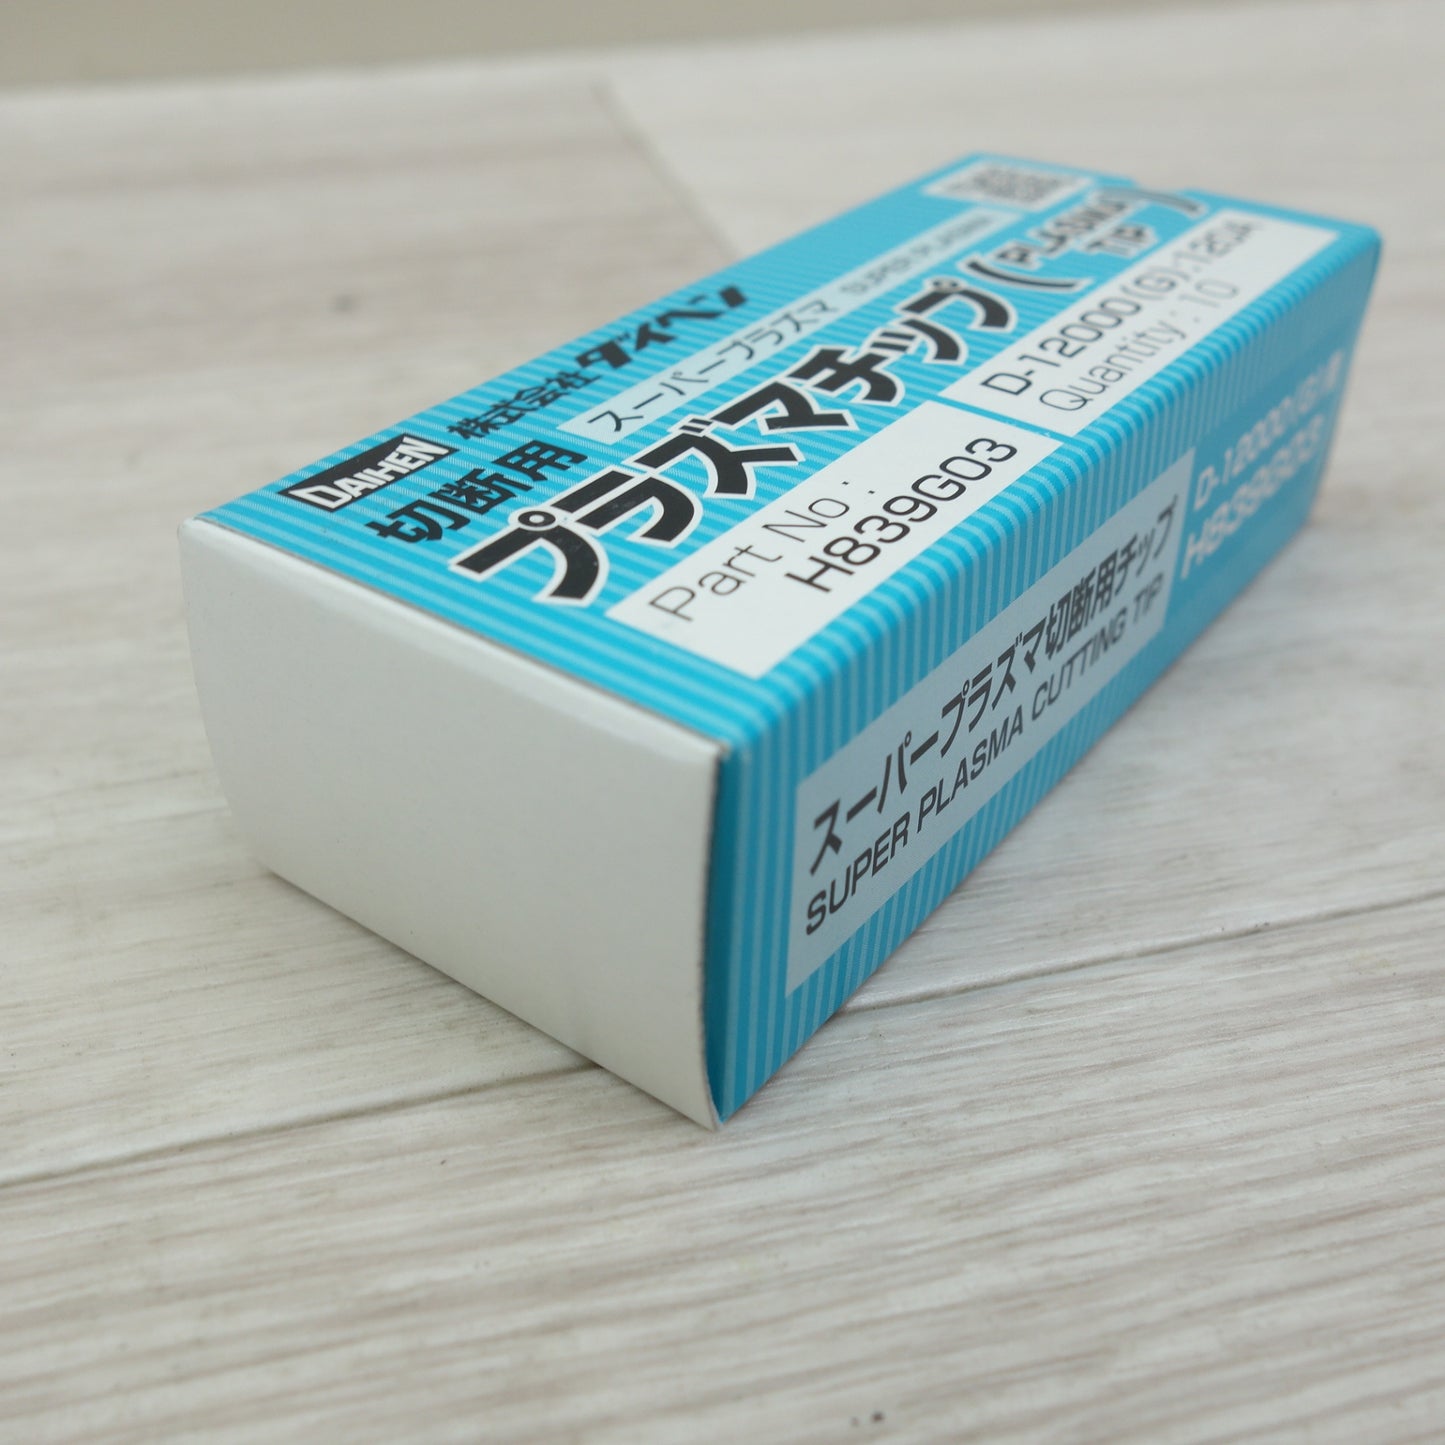 DAIHEN 株式会社ダイヘン
切断用 スーパープラズマ SUPER PLASMA
プラズマチップ(PLASMA TIP)
Part No :
H839G03
D-12000(G):120A
Quantity : 10
スーパープラズマ切断用チップ
SUPER PLASMA CUTTING TIP
D-12000(G)用
H839G03